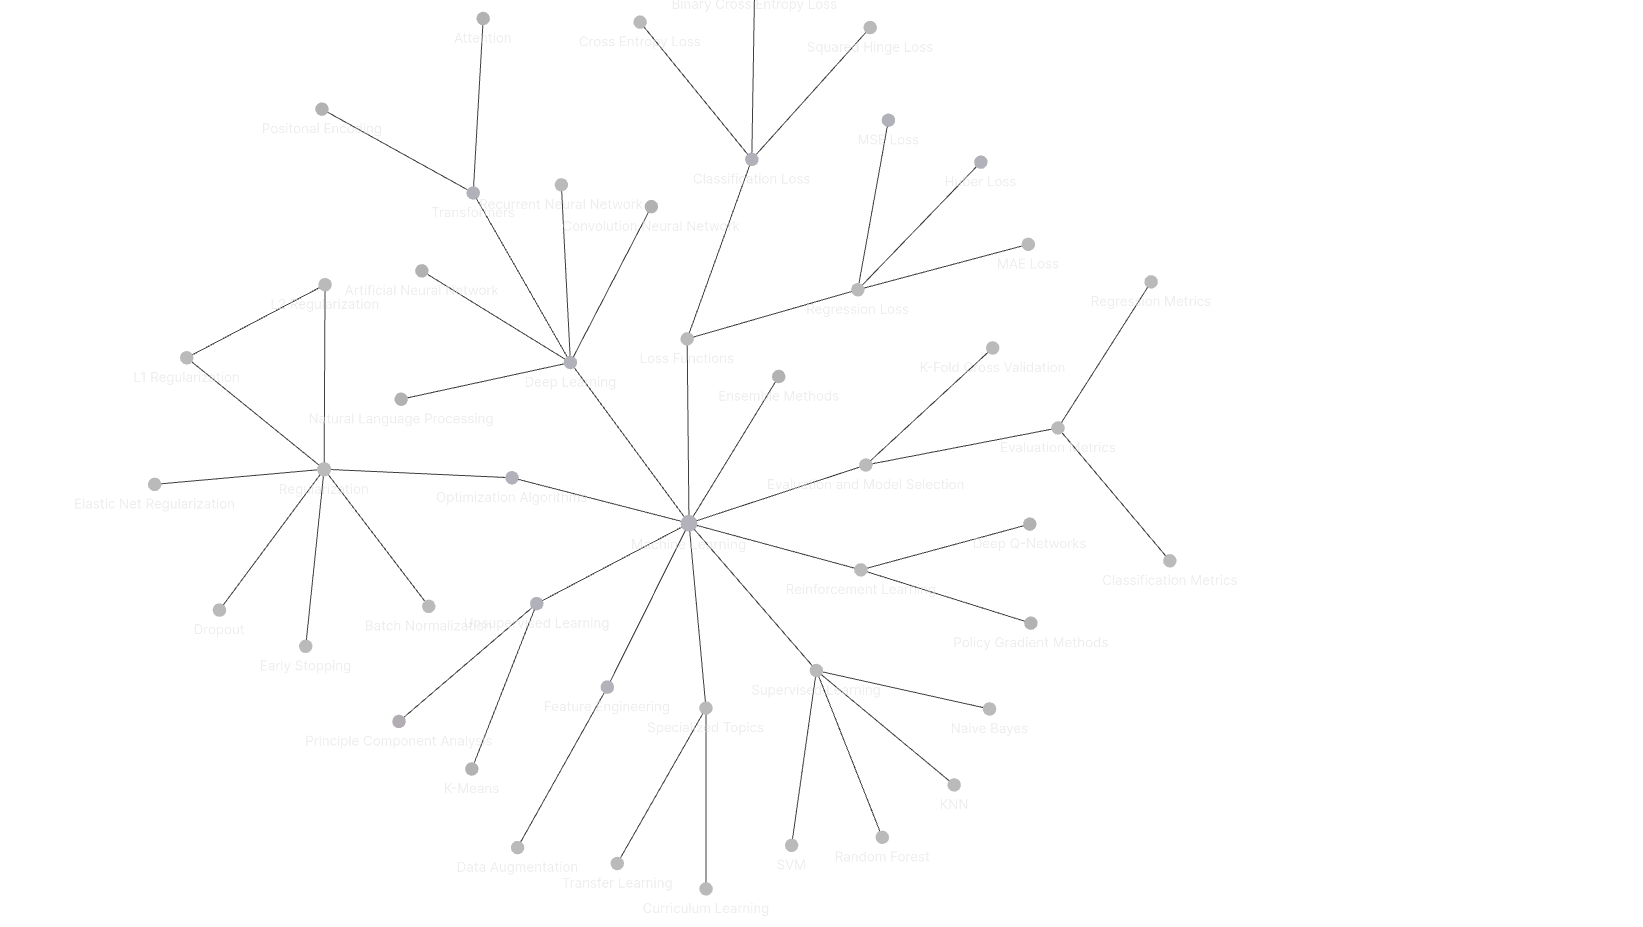 Binary Cross Entropy Loss
Attention
Cross Entropy Loss
Squared Hinge Loss
Positonal Encoding
MSE Loss
Classification Loss
Huber Loss
Recurrent Neural Network
Transformers
Convolution Neural Network
MAE Loss
Artificial Neural Network
L2 Regularization
Regression Metrics
Regression Loss
Loss Functions
K-Fold Cross Validation
L1 Regularization
Deep Learning
Ensemble Methods
Natural Language Processing
Evaluation Metrics
Evaluation and Model Selection
Regularization
Optimization Algorithms
Elastic Net Regularization
Machine Learning
Deep Q-Networks
Classification Metrics
Reinforcement Learning
Unsupervised Learning
Batch Normalization
Dropout
Policy Gradient Methods
Early Stopping
Supervised Learning
Feature Engineering
Specialized Topics
Naive Bayes
Principle Component Analysis
K-Means
KNN
Random Forest
SVM
Data Augmentation
Transfer Learning
Curriculum Learning